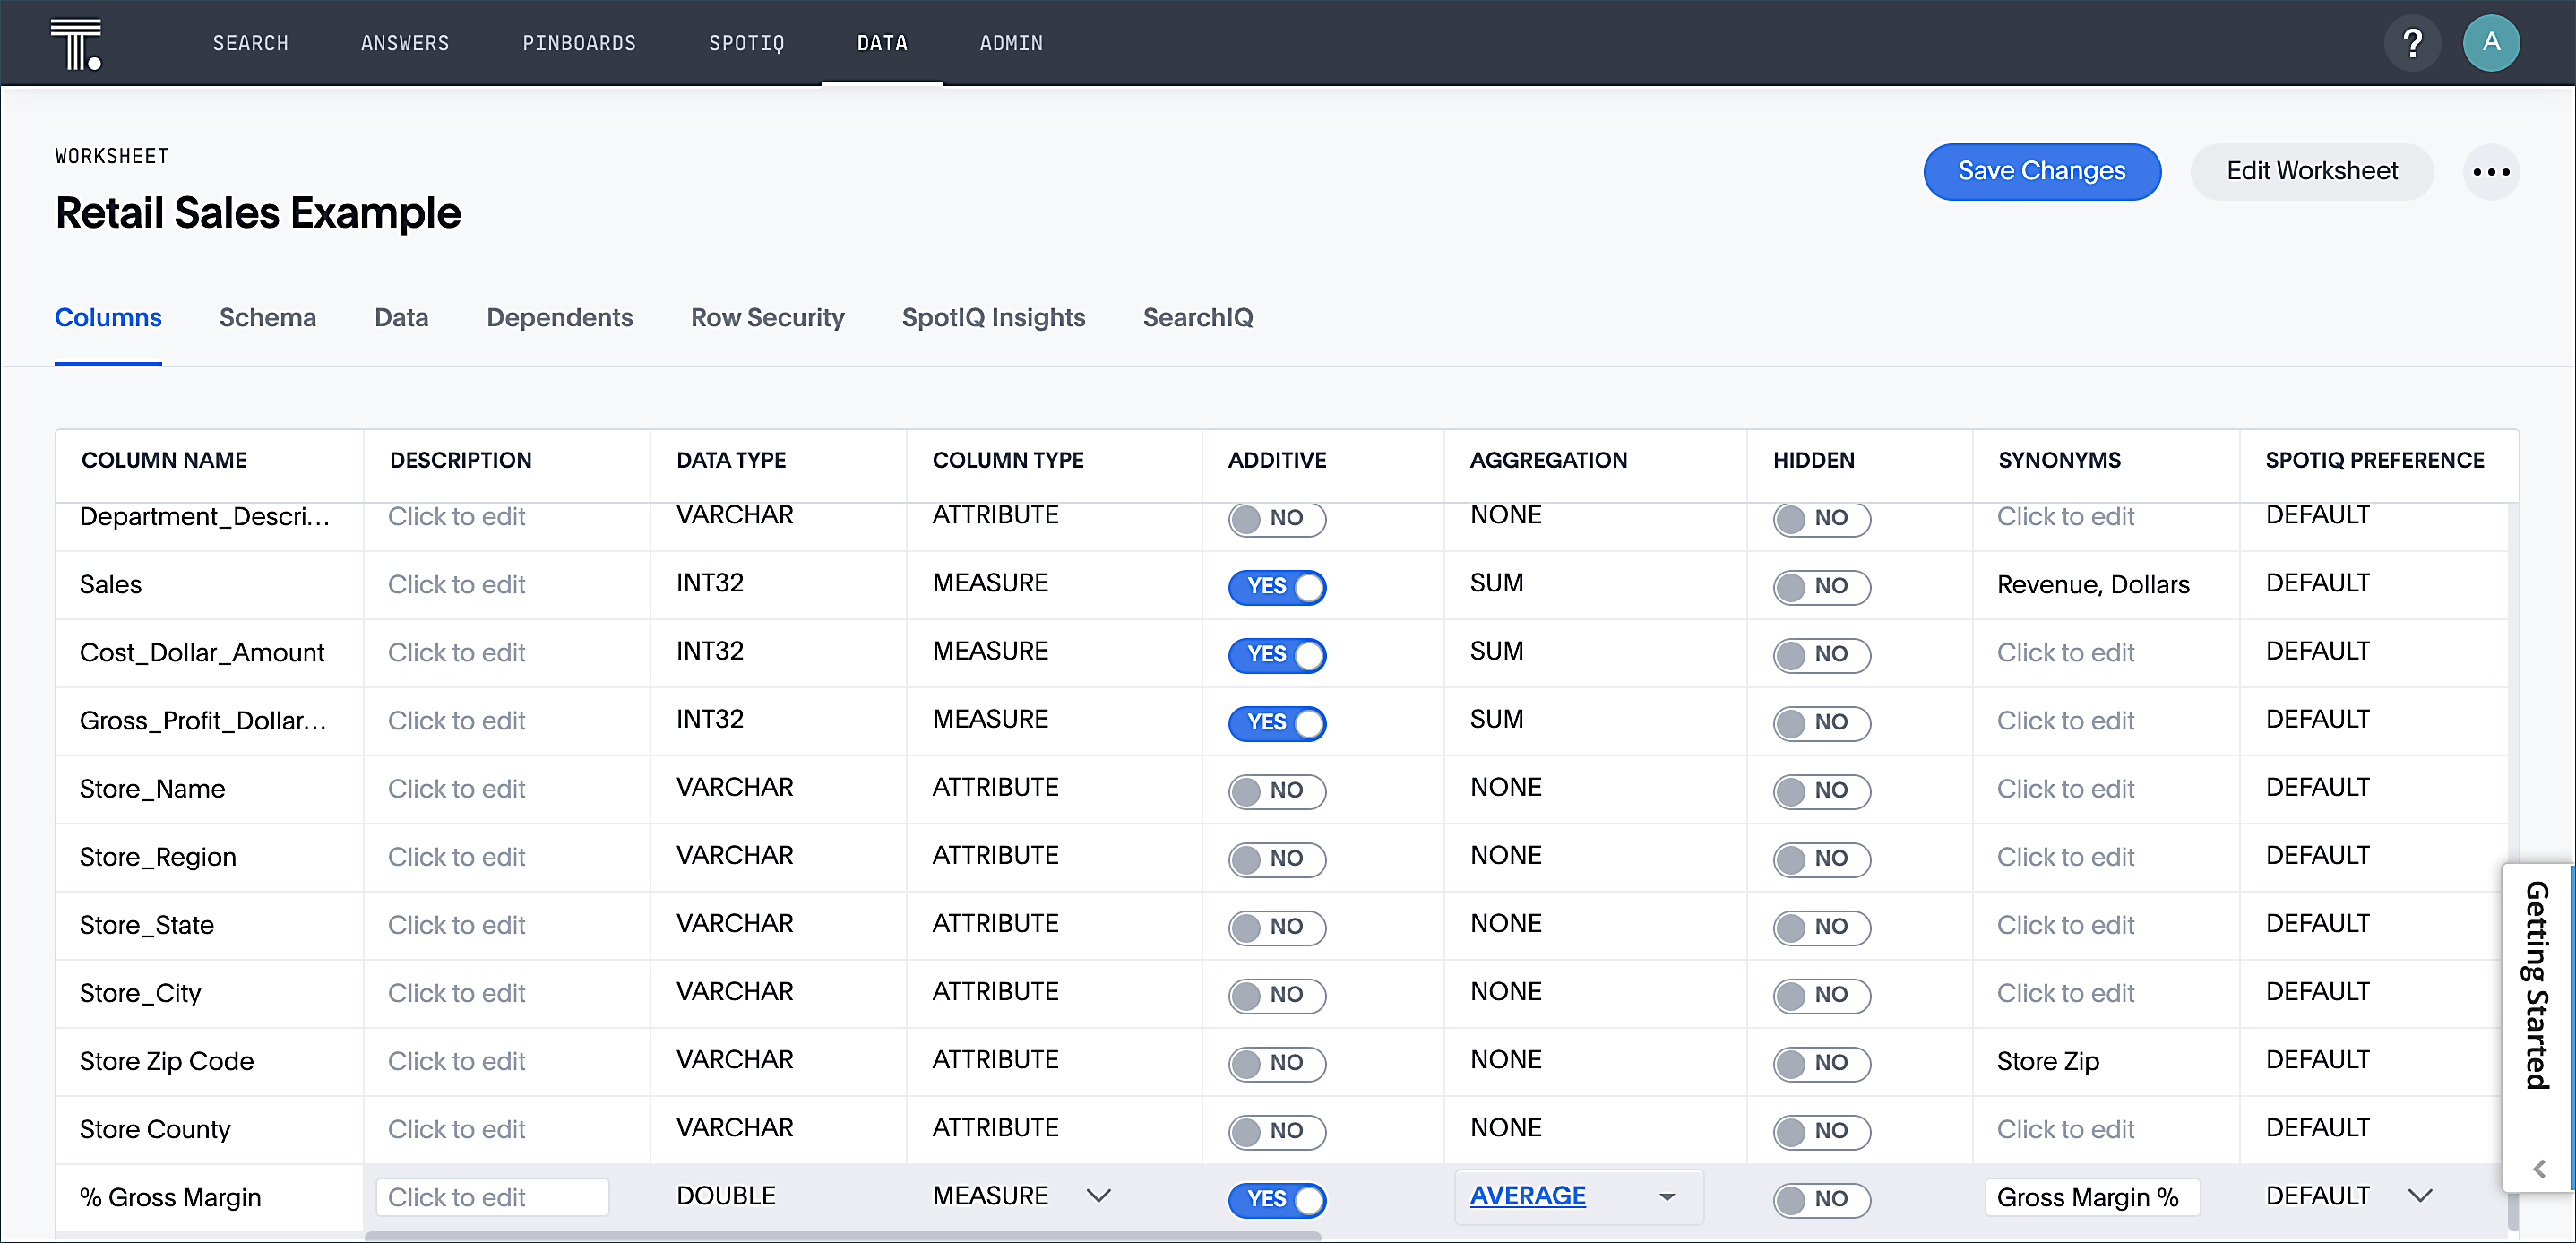 SEARCH ANSWERS PINBOARDS SPOTIQ DATA ADMIN ? A
WORKSHEET
Retail Sales Example
Save Changes Edit Worksheet
Columns Schema Data Dependents Row Security SpotIQ Insights SearchIQ
COLUMN NAME DESCRIPTION DATA TYPE COLUMN TYPE ADDITIVE AGGREGATION HIDDEN SYNONYMS SPOTIQ PREFERENCE
Department_Descri... Click to edit VARCHAR ATTRIBUTE NO NONE NO Click to edit DEFAULT
Sales Click to edit INT32 MEASURE YES SUM NO Revenue, Dollars DEFAULT
Cost_Dollar_Amount Click to edit INT32 MEASURE YES SUM NO Click to edit DEFAULT
Gross_Profit_Dollar... Click to edit INT32 MEASURE YES SUM NO Click to edit DEFAULT
Store_Name Click to edit VARCHAR ATTRIBUTE NO NONE NO Click to edit DEFAULT
Store_Region Click to edit VARCHAR ATTRIBUTE NO NONE NO Click to edit DEFAULT
Store_State Click to edit VARCHAR ATTRIBUTE NO NONE NO Click to edit DEFAULT
Store_City Click to edit VARCHAR ATTRIBUTE NO NONE NO Click to edit DEFAULT
Store Zip Code Click to edit VARCHAR ATTRIBUTE NO NONE NO Store Zip DEFAULT
Store County Click to edit VARCHAR ATTRIBUTE NO NONE NO Click to edit DEFAULT
% Gross Margin Click to edit DOUBLE MEASURE YES AVERAGE NO Gross Margin % DEFAULT
Getting Started